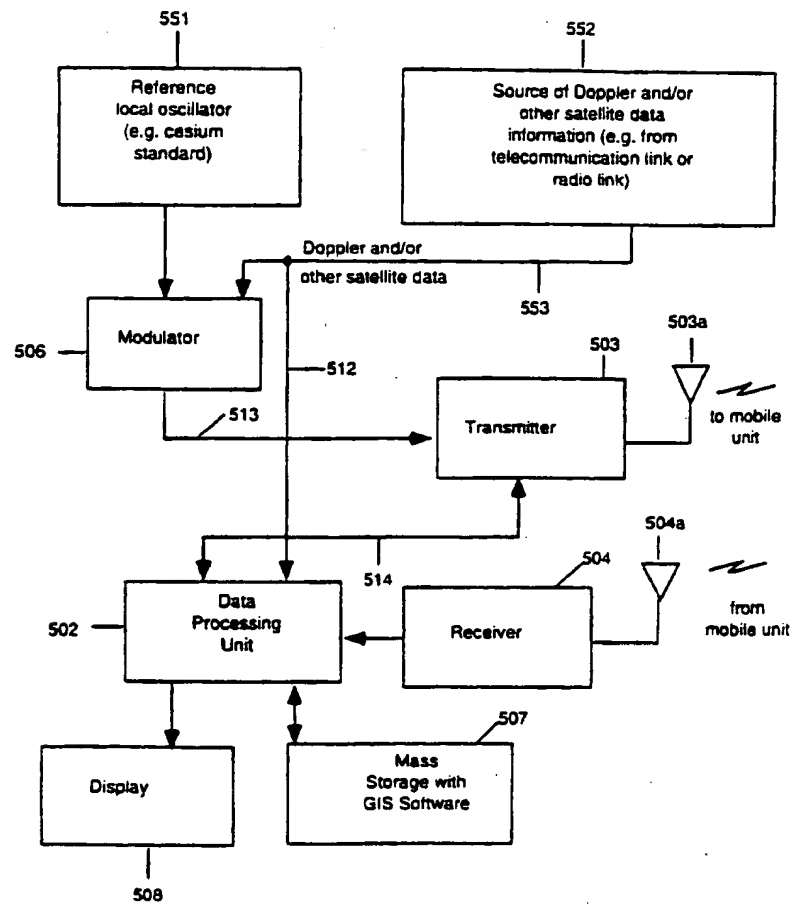 551
552
Reference
local oscillator
(e.g. cesium
standard)
Source of Doppler and/or
other satellite data
information (e.g. from
telecommunication link or
radio link)
Doppler and/or
other satellite data
553
Modulator
506
512
503
503a
513
Transmitter
to mobile
unit
514
504
504a
Data
Processing
Unit
502
Receiver
from
mobile unit
507
Display
Mass
Storage with
GIS Software
508